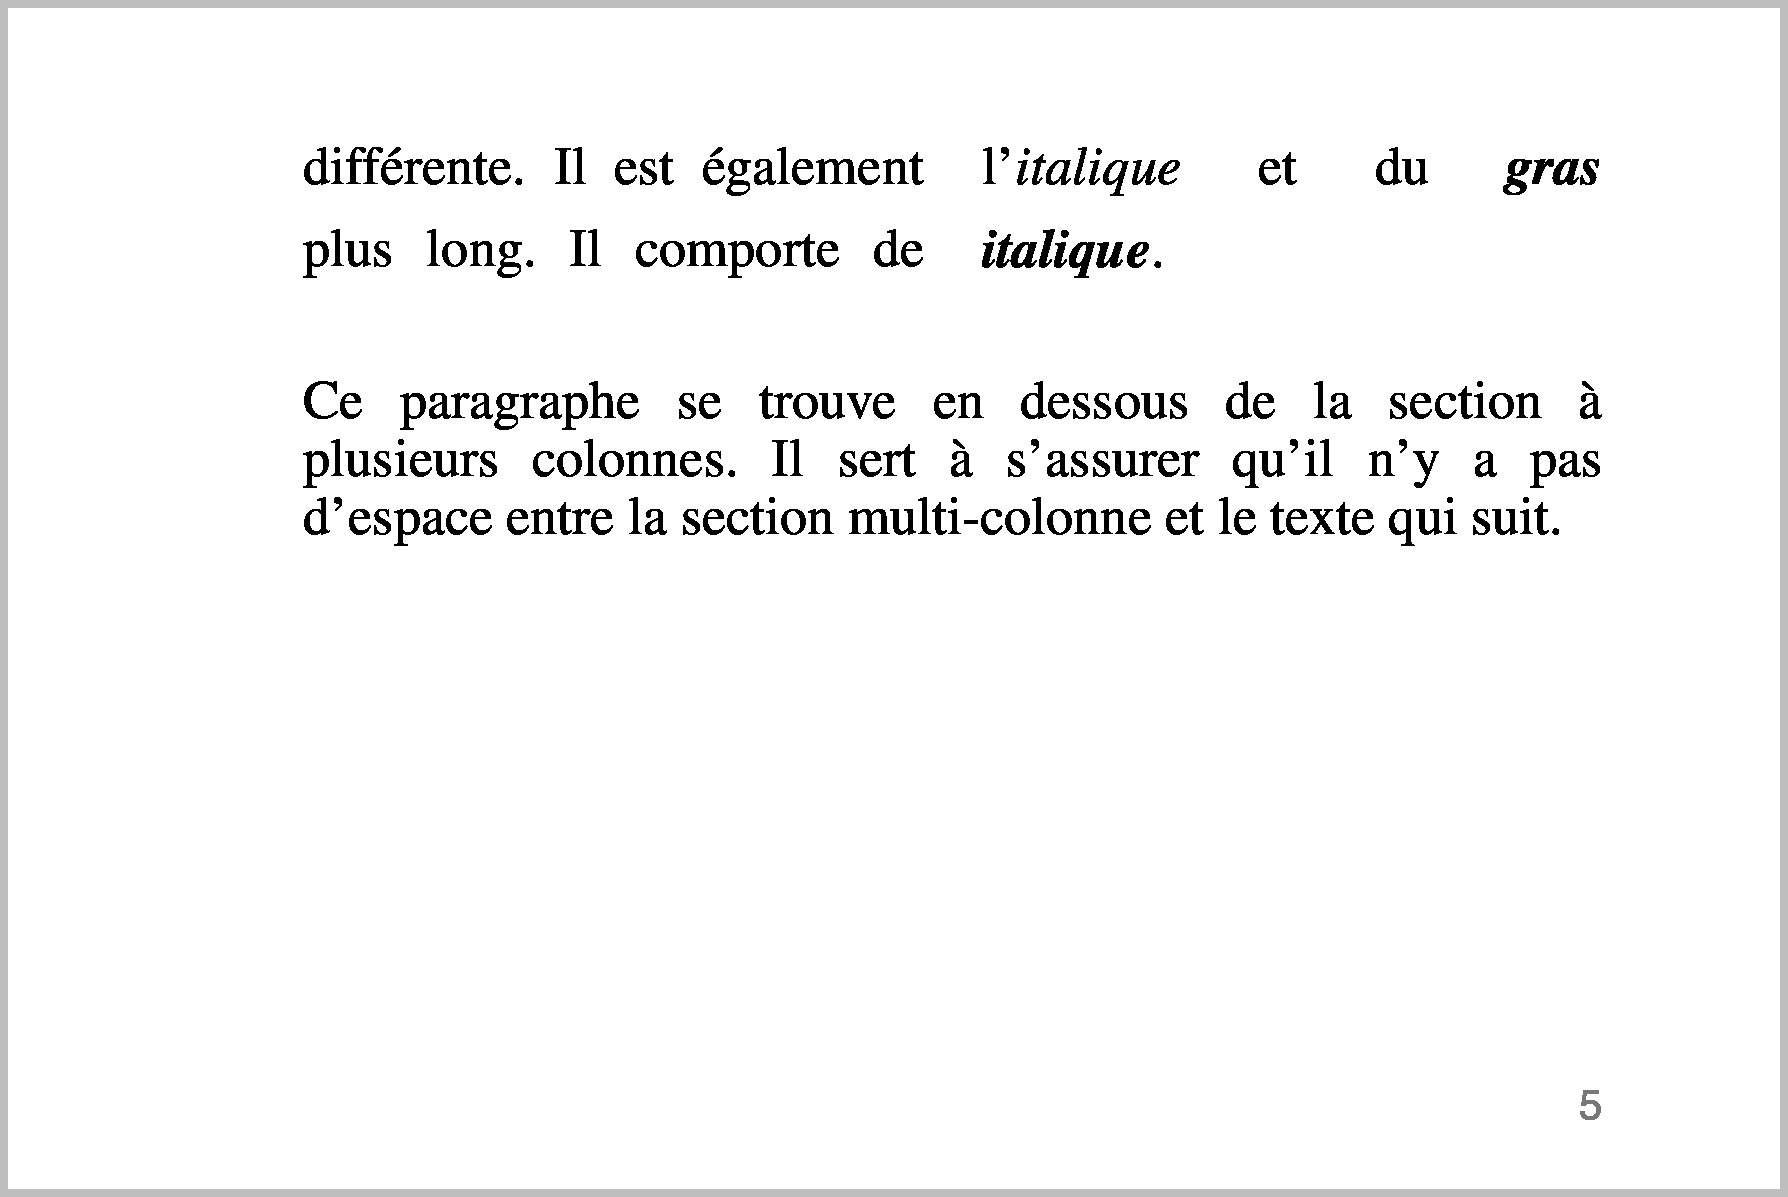 différente. Il est également
plus long. Il comporte de
l’italique et du gras
italique.
Ce paragraphe se trouve en dessous de la section à
plusieurs colonnes. Il sert à s’assurer qu’il n’y a pas
d’espace entre la section multi-colonne et le texte qui suit.
5